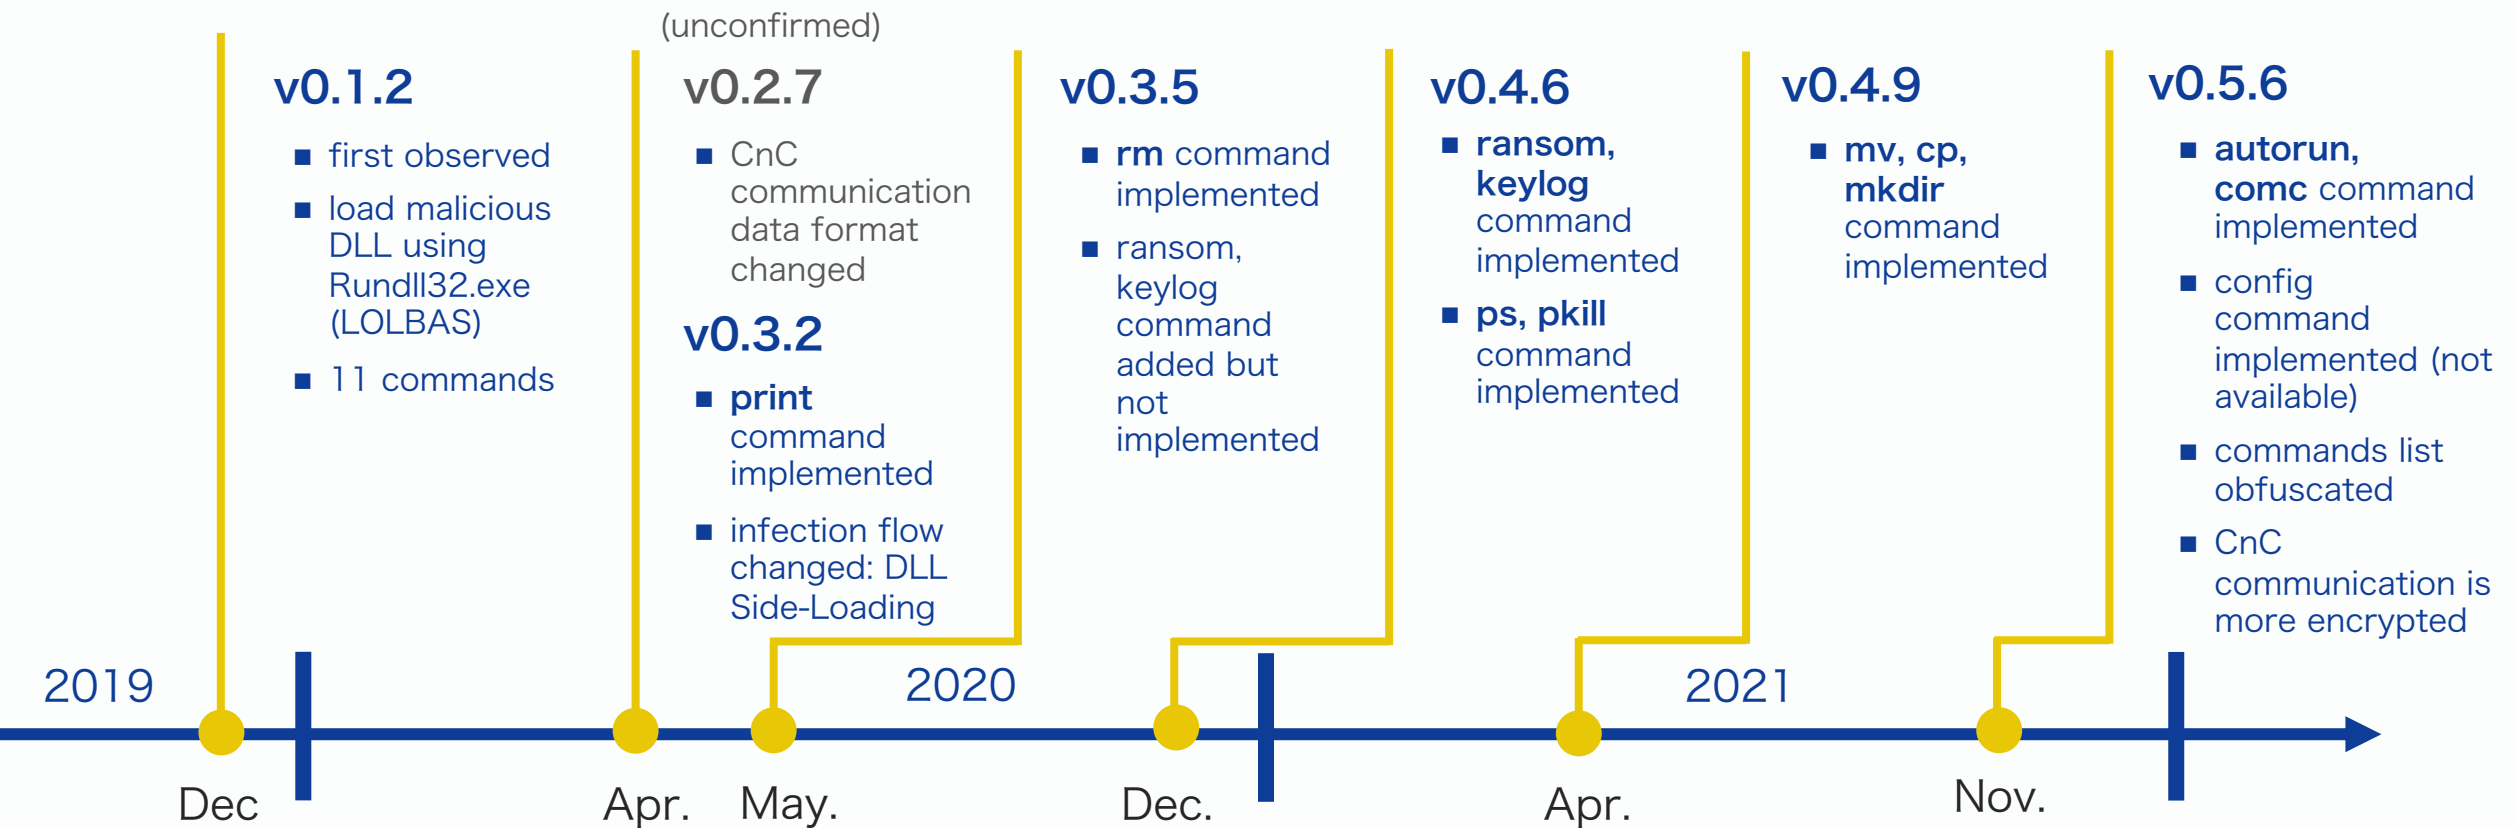 (unconfirmed)
v0.1.2
■ first observed
■ load malicious
DLL using
Rundll32.exe
(LOLBAS)
■ 11 commands
v0.2.7
■ CnC
communication
data format
changed
v0.3.2
■ print
command
implemented
■ infection flow
changed: DLL
Side-Loading
v0.3.5
■ rm command
implemented
■ ransom,
keylog
command
added but
not
implemented
v0.4.6
■ ransom,
keylog
command
implemented
■ ps, pkill
command
implemented
v0.4.9
■ mv, cp,
mkdir
command
implemented
v0.5.6
■ autorun,
comc command
implemented
■ config
command
implemented (not
available)
■ commands list
obfuscated
■ CnC
communication is
more encrypted
2019
2020
2021
Dec
Apr.
May.
Dec.
Apr.
Nov.